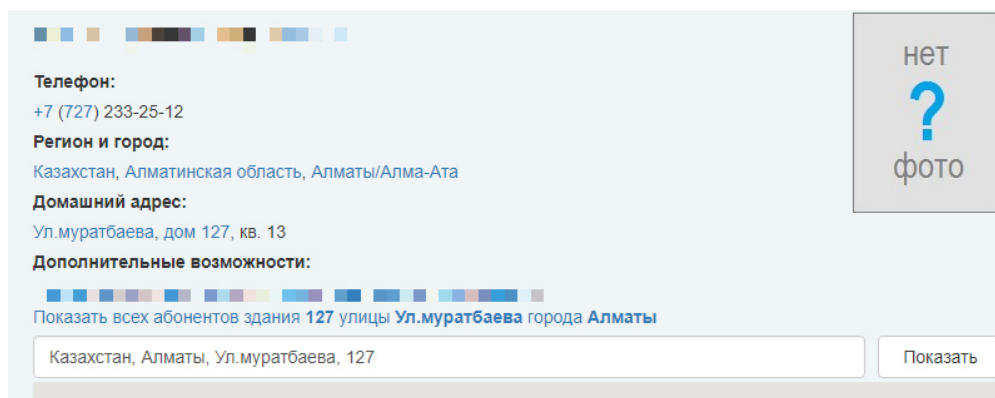 Телефон:
+7 (727) 233-25-12
Регион и город:
Казахстан, Алматинская область, Алматы/Алма-Ата
Домашний адрес:
Ул.муратбаева, дом 127, кв. 13
Дополнительные возможности:
Показать всех абонентов здания 127 улицы Ул.муратбаева города Алматы
Казахстан, Алматы, Ул.муратбаева, 127
Показать
нет
?
фото